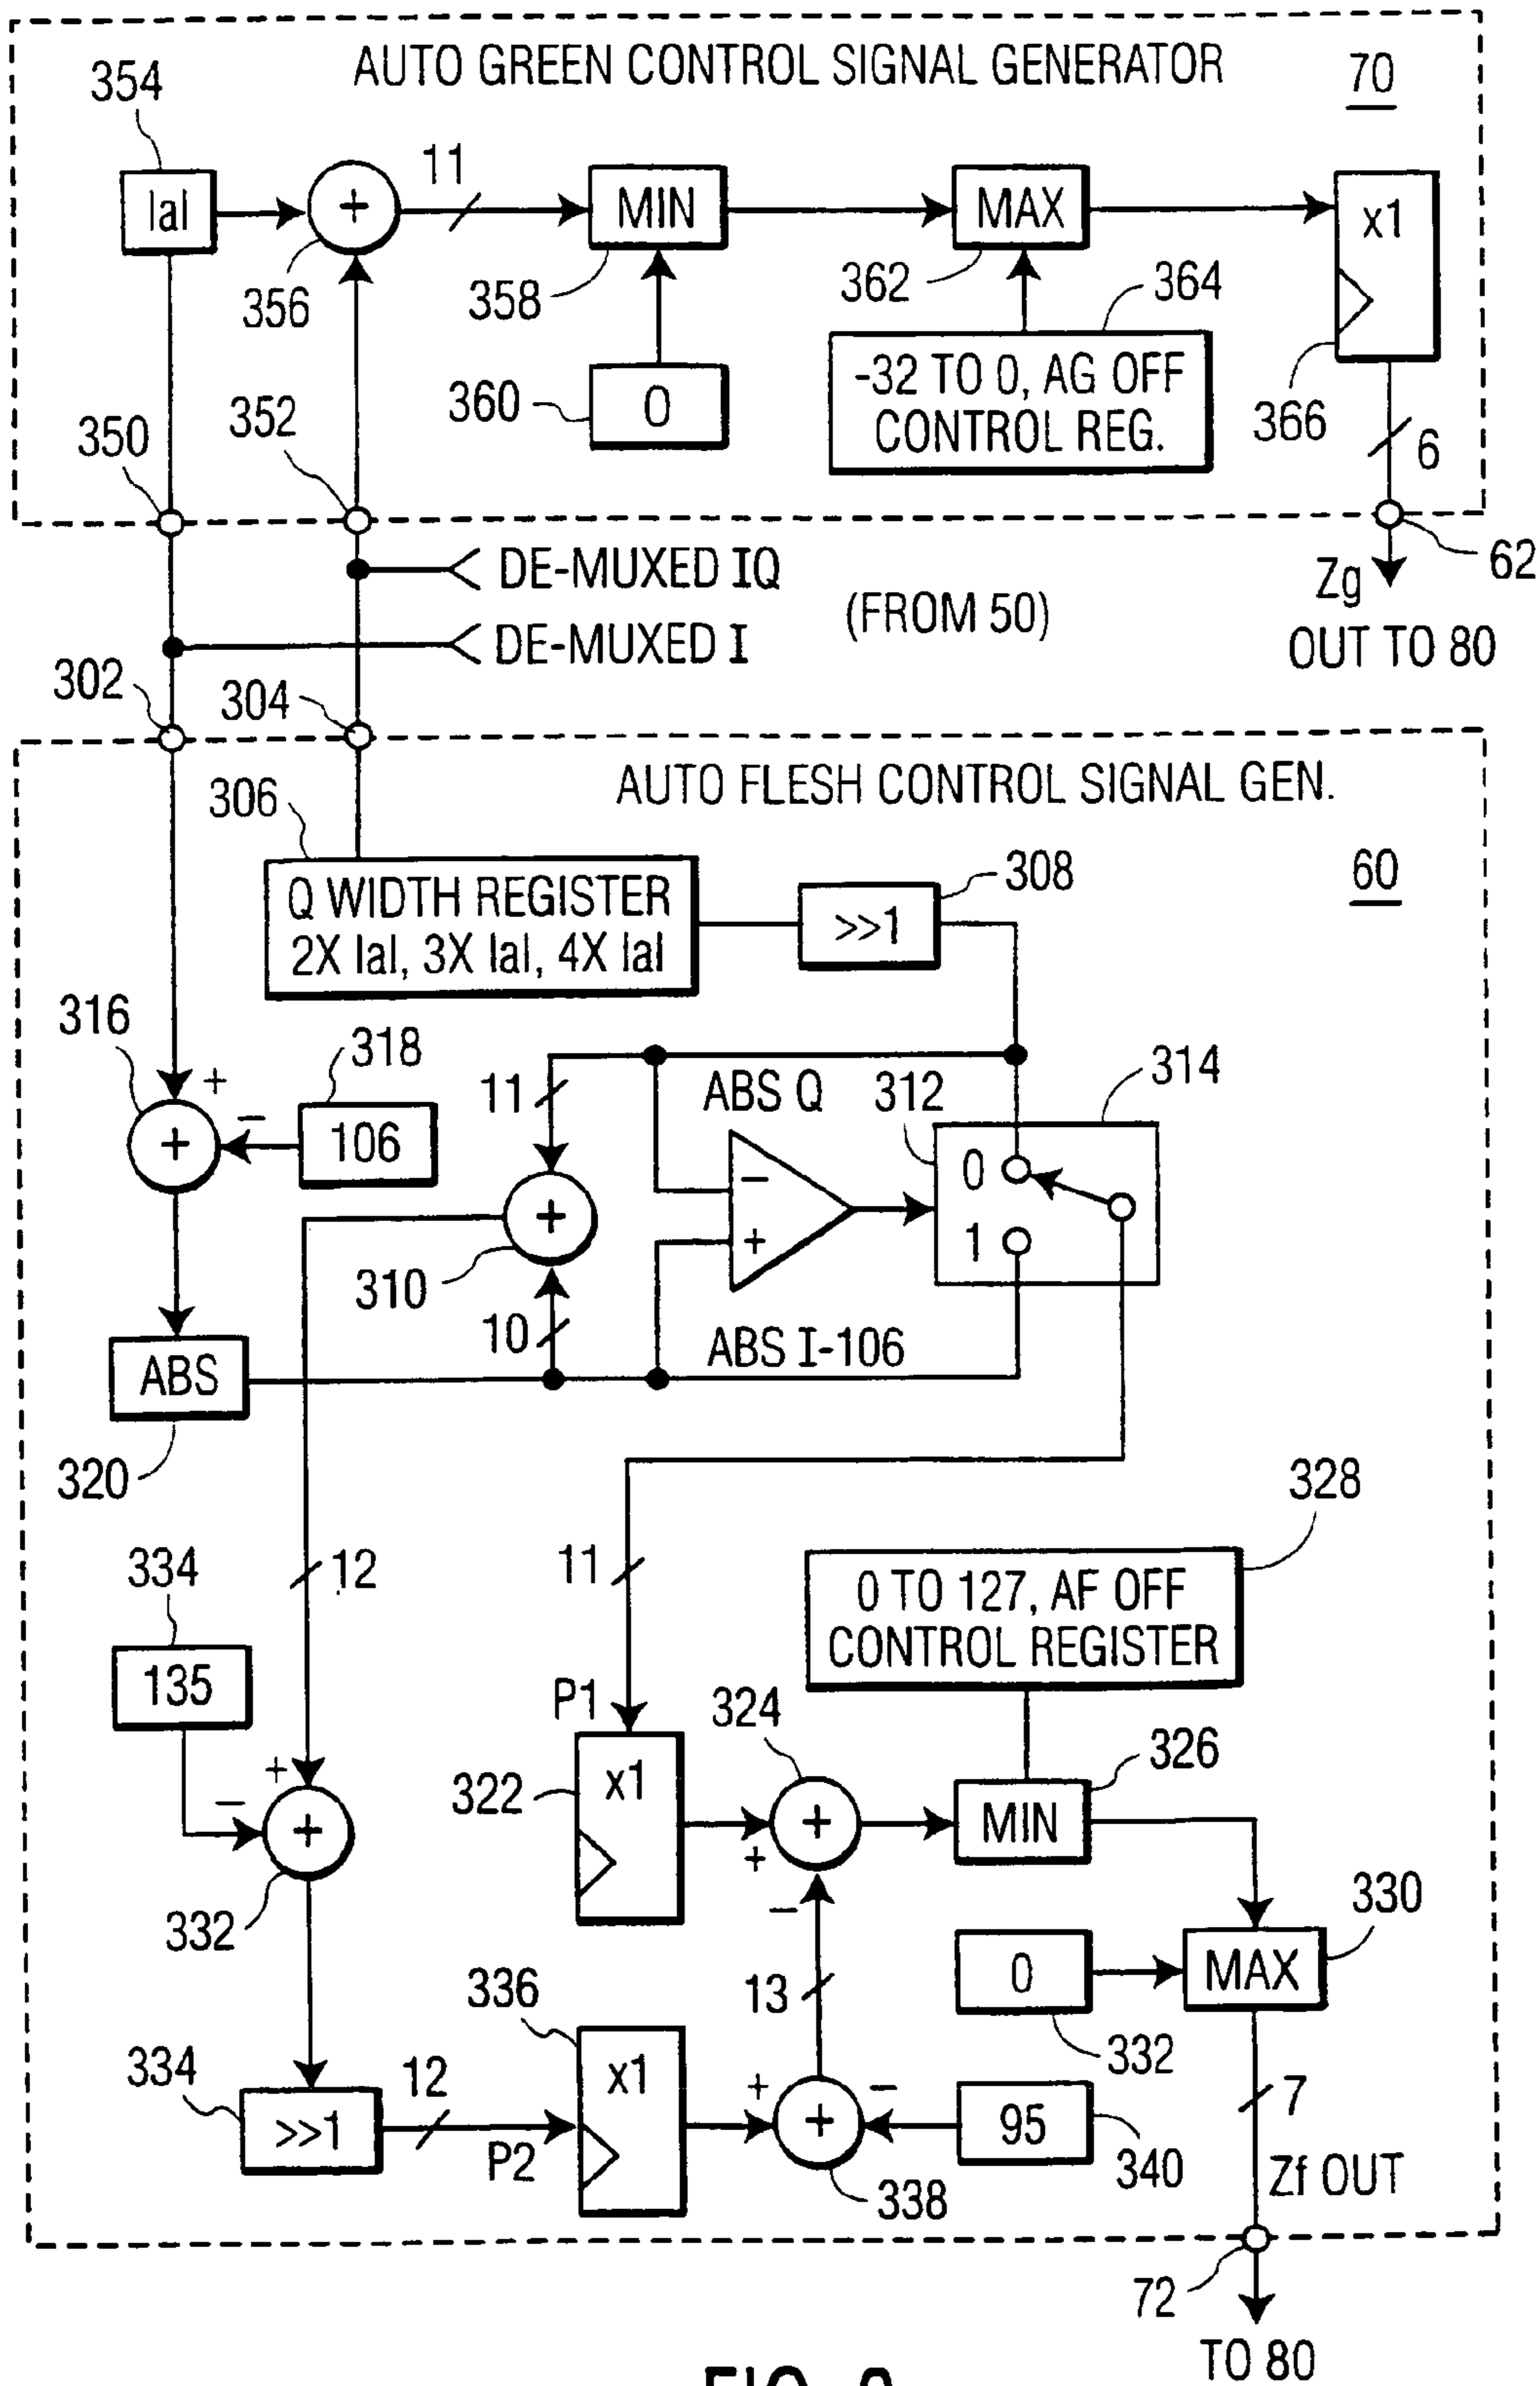 AUTO GREEN CONTROL SIGNAL GENERATOR
70
354
lal
+
11
MIN
MAX
x1
356
358
362
364
360
0
-32 TO 0, AG OFF
CONTROL REG.
366
6
350
352
62
DE-MUXED IQ
(FROM 50)
Zg
DE-MUXED I
OUT TO 80
302
304
AUTO FLESH CONTROL SIGNAL GEN.
306
60
Q WIDTH REGISTER
2X lal, 3X lal, 4X lal
308
>>1
316
318
+
−
106
+
11
ABS Q
312
314
0
−
+
+
1
310
10
ABS I-106
ABS
320
12
11
328
0 TO 127, AF OFF
CONTROL REGISTER
334
135
P1
324
326
+
−
+
332
322
x1
+
+
−
MIN
330
MAX
0
332
13
336
x1
334
>>1
12
P2
+
−
+
338
95
340
7
Zf OUT
72
TO 80